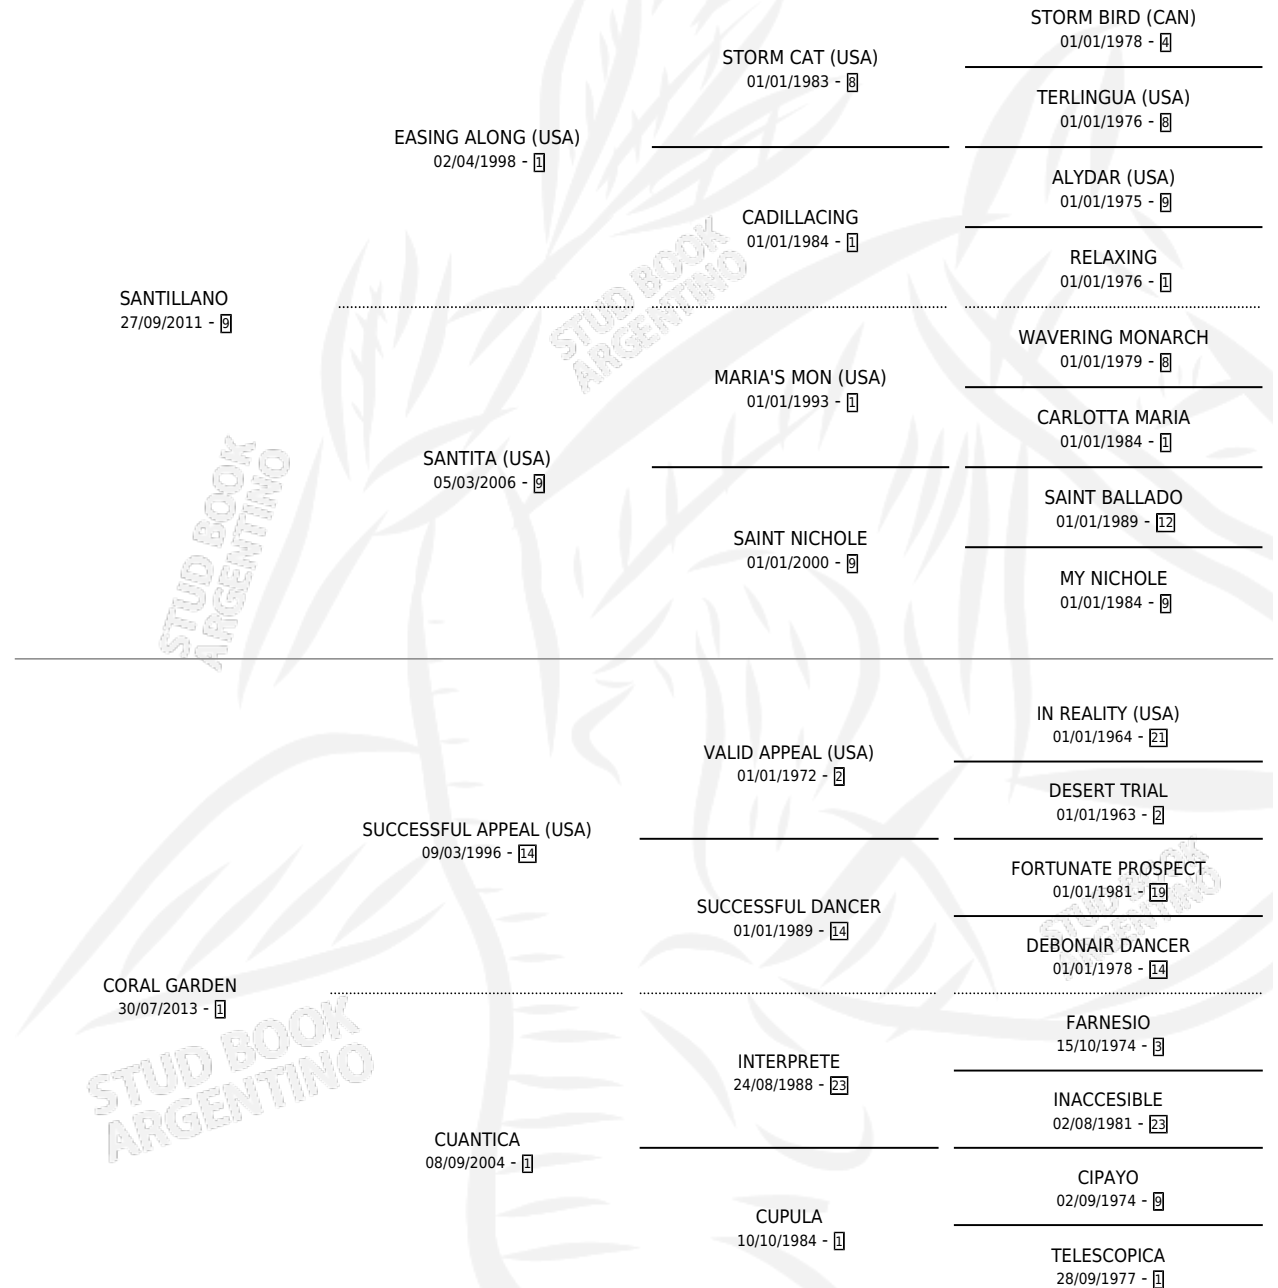 STORM BIRD (CAN)
01/01/1978 - 4
STORM CAT (USA)
01/01/1983 - 8
TERLINGUA (USA)
01/01/1976 - 8
EASING ALONG (USA)
02/04/1998 - 1
ALYDAR (USA)
01/01/1975 - 9
CADILLACING
01/01/1984 - 1
RELAXING
01/01/1976 - 1
SANTILLANO
27/09/2011 - 9
WAVERING MONARCH
01/01/1979 - 8
MARIA'S MON (USA)
01/01/1993 - 1
CARLOTTA MARIA
01/01/1984 - 1
SANTITA (USA)
05/03/2006 - 9
SAINT BALLADO
01/01/1989 - 12
SAINT NICHOLE
01/01/2000 - 9
MY NICHOLE
01/01/1984 - 9
IN REALITY (USA)
01/01/1964 - 21
VALID APPEAL (USA)
01/01/1972 - 2
DESERT TRIAL
01/01/1963 - 2
SUCCESSFUL APPEAL (USA)
09/03/1996 - 14
FORTUNATE PROSPECT
01/01/1981 - 19
SUCCESSFUL DANCER
01/01/1989 - 14
DEBONAIR DANCER
01/01/1978 - 14
CORAL GARDEN
30/07/2013 - 1
FARNESIO
15/10/1974 - 3
INTERPRETE
24/08/1988 - 23
INACCESIBLE
02/08/1981 - 23
CUANTICA
08/09/2004 - 1
CIPAYO
02/09/1974 - 9
CUPULA
10/10/1984 - 1
TELESCOPICA
28/09/1977 - 1
STUD BOOK
ARGENTINO
STUD BOOK
ARGENTINO
STUD BOOK
ARGENTINO
STUD BOOK
ARGENTINO